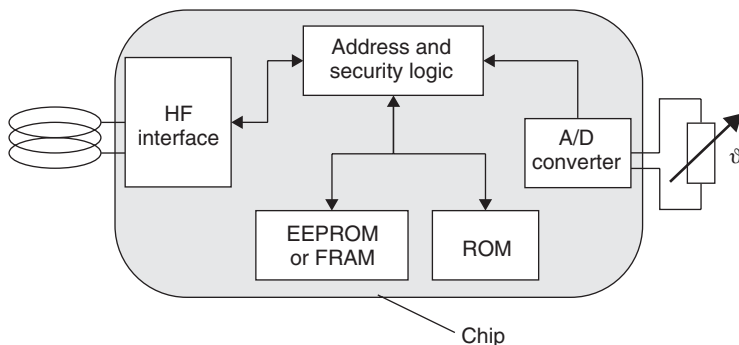 Address and
security logic
HF
interface
A/D
converter
ϑ
EEPROM
or FRAM
ROM
Chip